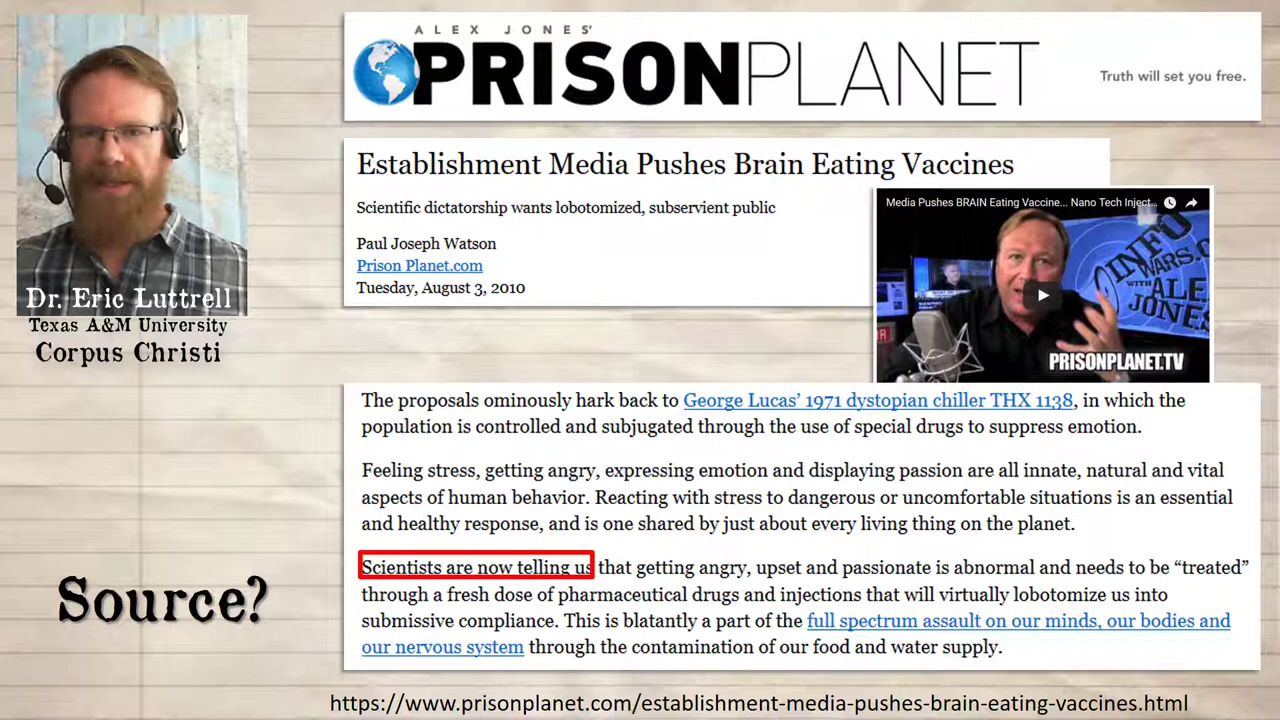 ALEX JONES'
PRISONPLANET
Truth will set you free.
Establishment Media Pushes Brain Eating Vaccines
Scientific dictatorship wants lobotomized, subservient public
Paul Joseph Watson
Prison Planet.com
Tuesday, August 3, 2010
Media Pushes BRAIN Eating Vaccine... Nano Tech Inject...
INFO
WARS.C
WITH
ALEX
JONES
PRISONPLANET.TV
Dr. Eric Luttrell
Texas A&M University
Corpus Christi
The proposals ominously hark back to George Lucas’ 1971 dystopian chiller THX 1138, in which the
population is controlled and subjugated through the use of special drugs to suppress emotion.
Feeling stress, getting angry, expressing emotion and displaying passion are all innate, natural and vital
aspects of human behavior. Reacting with stress to dangerous or uncomfortable situations is an essential
and healthy response, and is one shared by just about every living thing on the planet.
Scientists are now telling us that getting angry, upset and passionate is abnormal and needs to be “treated”
through a fresh dose of pharmaceutical drugs and injections that will virtually lobotomize us into
submissive compliance. This is blatantly a part of the full spectrum assault on our minds, our bodies and
our nervous system through the contamination of our food and water supply.
Source?
https://www.prisonplanet.com/establishment-media-pushes-brain-eating-vaccines.html